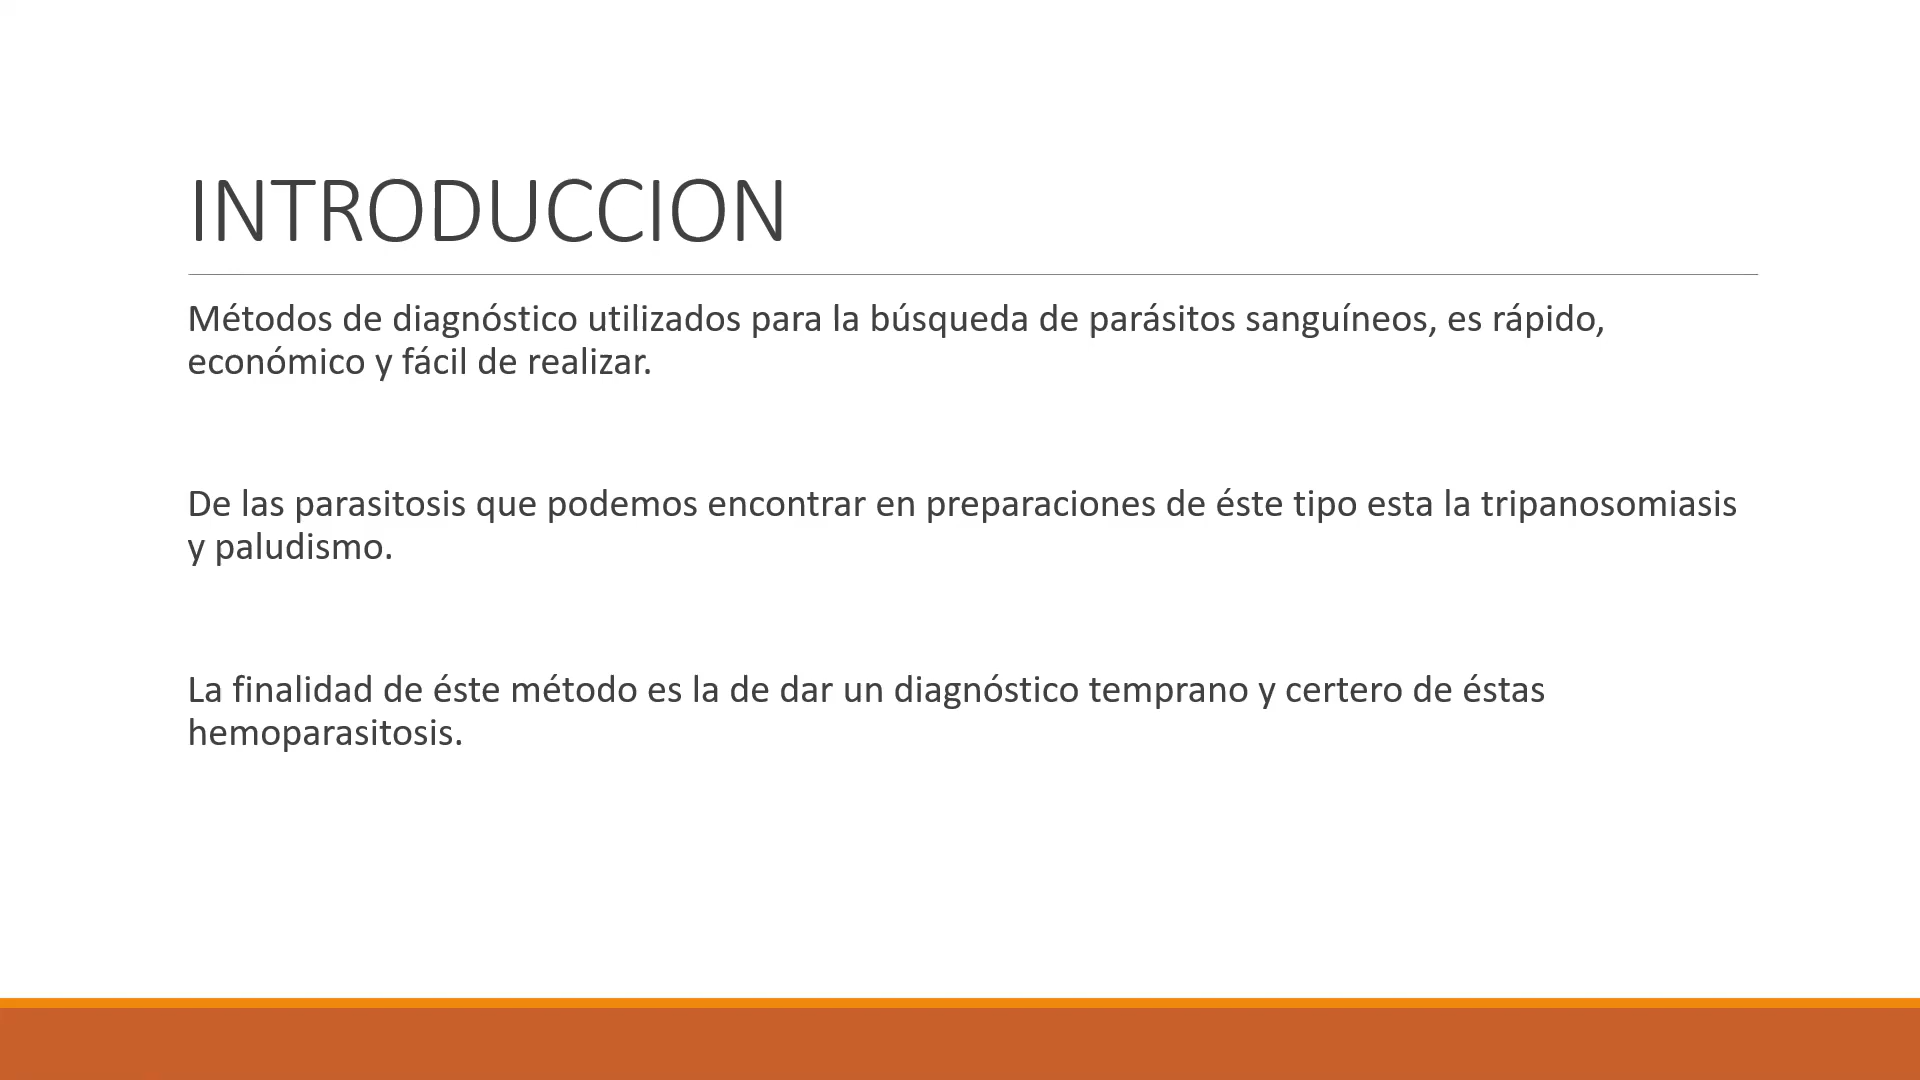 INTRODUCCION
Métodos de diagnóstico utilizados para la búsqueda de parásitos sanguíneos, es rápido,
económico y fácil de realizar.
De las parasitosis que podemos encontrar en preparaciones de éste tipo esta la tripanosomiasis
y paludismo.
La finalidad de éste método es la de dar un diagnóstico temprano y certero de éstas
hemoparasitosis.